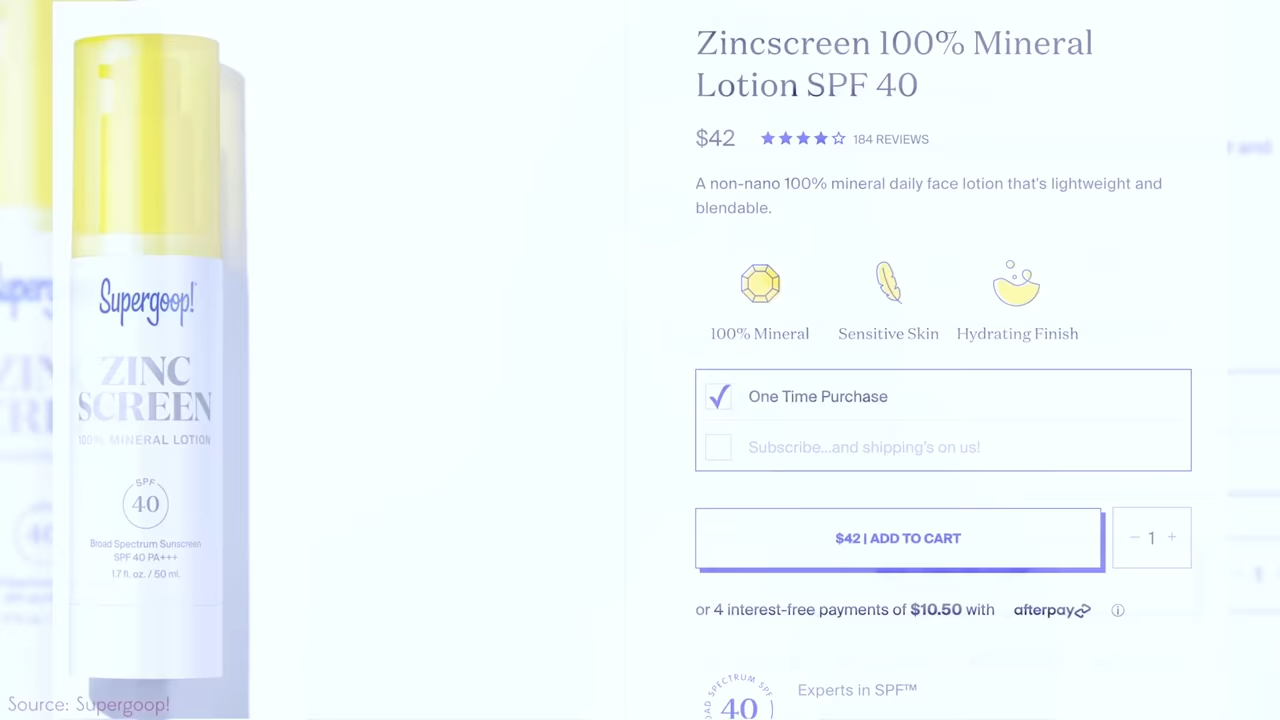 Supergoop!
ZINC
SCREEN
100% MINERAL LOTION
SPF
40
Broad Spectrum Sunscreen
SPF 40 PA+++
1.7 fl. oz. / 50 ml.
Source: Supergoop!
Zincscreen 100% Mineral
Lotion SPF 40
$42
184 REVIEWS
A non-nano 100% mineral daily face lotion that's lightweight and
blendable.
100% Mineral Sensitive Skin Hydrating Finish
One Time Purchase
Subscribe...and shipping's on us!
$42 | ADD TO CART
− 1 +
or 4 interest-free payments of $10.50 with afterpay
SPECTRUM SPF
40
Experts in SPF™